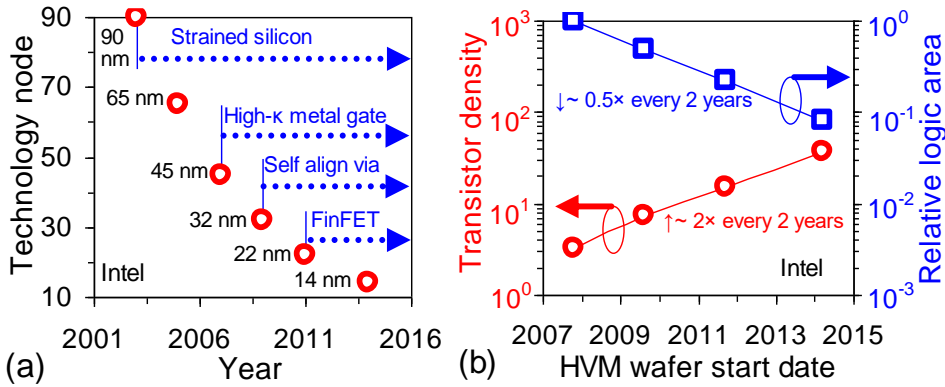 Technology node
90
70
50
30
10
90
nm
65 nm
45 nm
32 nm
22 nm
14 nm
Strained silicon
High-κ metal gate
Self align via
FinFET
Intel
2001
2006
2011
2016
(a)
Year
Transistor density
10³
10²
10¹
10⁰
↓~ 0.5× every 2 years
↑~ 2× every 2 years
Intel
10⁰
10⁻¹
10⁻²
10⁻³
Relative logic area
2007
2009
2011
2013
2015
(b)
HVM wafer start date